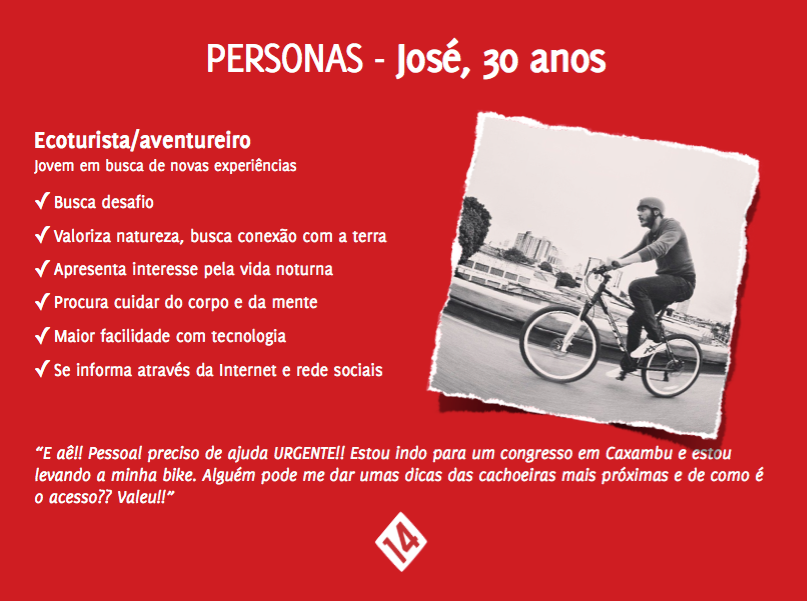 PERSONAS - José, 30 anos
Ecoturista/aventureiro
Jovem em busca de novas experiências
✓ Busca desafio
✓ Valoriza natureza, busca conexão com a terra
✓ Apresenta interesse pela vida noturna
✓ Procura cuidar do corpo e da mente
✓ Maior facilidade com tecnologia
✓ Se informa através da Internet e rede sociais
“E aê!! Pessoal preciso de ajuda URGENTE!! Estou indo para um congresso em Caxambu e estou
levando a minha bike. Alguém pode me dar umas dicas das cachoeiras mais próximas e de como é
o acesso?? Valeu!!”
14